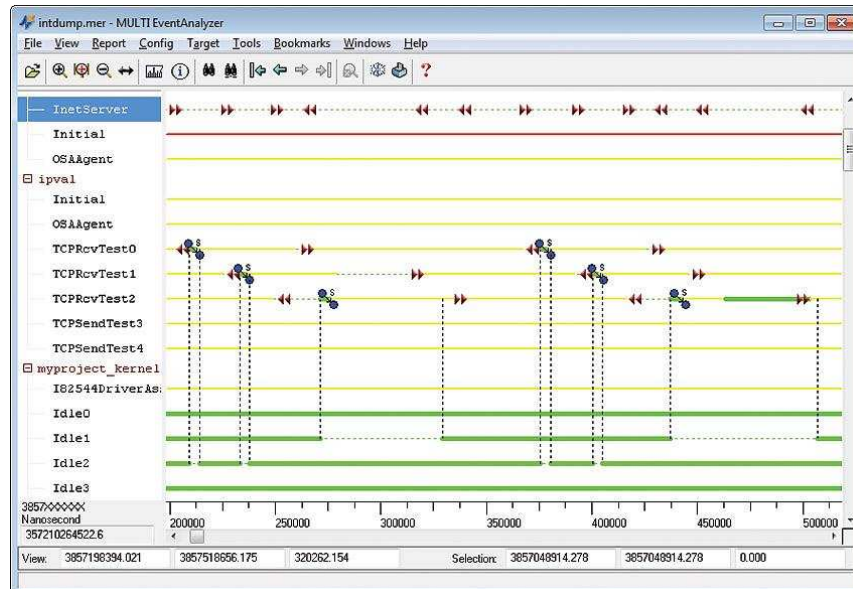 intdump.mer - MULTI EventAnalyzer
File View Report Config Target Tools Bookmarks Windows Help
?
InetServer
Initial
OSAAgent
ipval
Initial
OSAAgent
TCPRcvTest0
S
S
TCPRcvTest1
S
S
TCPRcvTest2
S
S
TCPSendTest3
TCPSendTest4
myproject_kernel
I82544DriverAs
Idle0
Idle1
Idle2
Idle3
3857XXXXXX
Nanosecond
200000 250000 300000 350000 400000 450000 500000
357210264522.6
View: 3857198394.021 3857518656.175 320262.154 Selection: 3857048914.278 3857048914.278 0.000